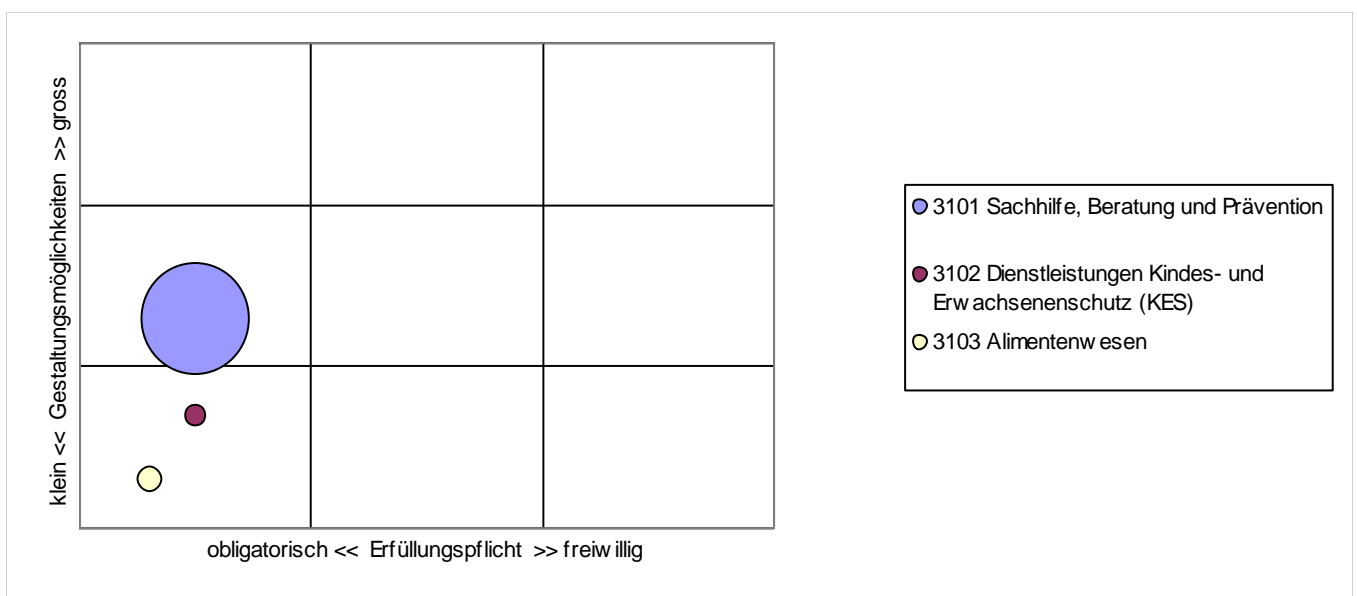 klein << Gestaltungsmöglichkeiten >> gross
obligatorisch << Erfüllungspflicht >> freiwillig
3101 Sachhilfe, Beratung und Prävention
3102 Dienstleistungen Kindes- und
Erwachsenenschutz (KES)
3103 Alimentenwesen